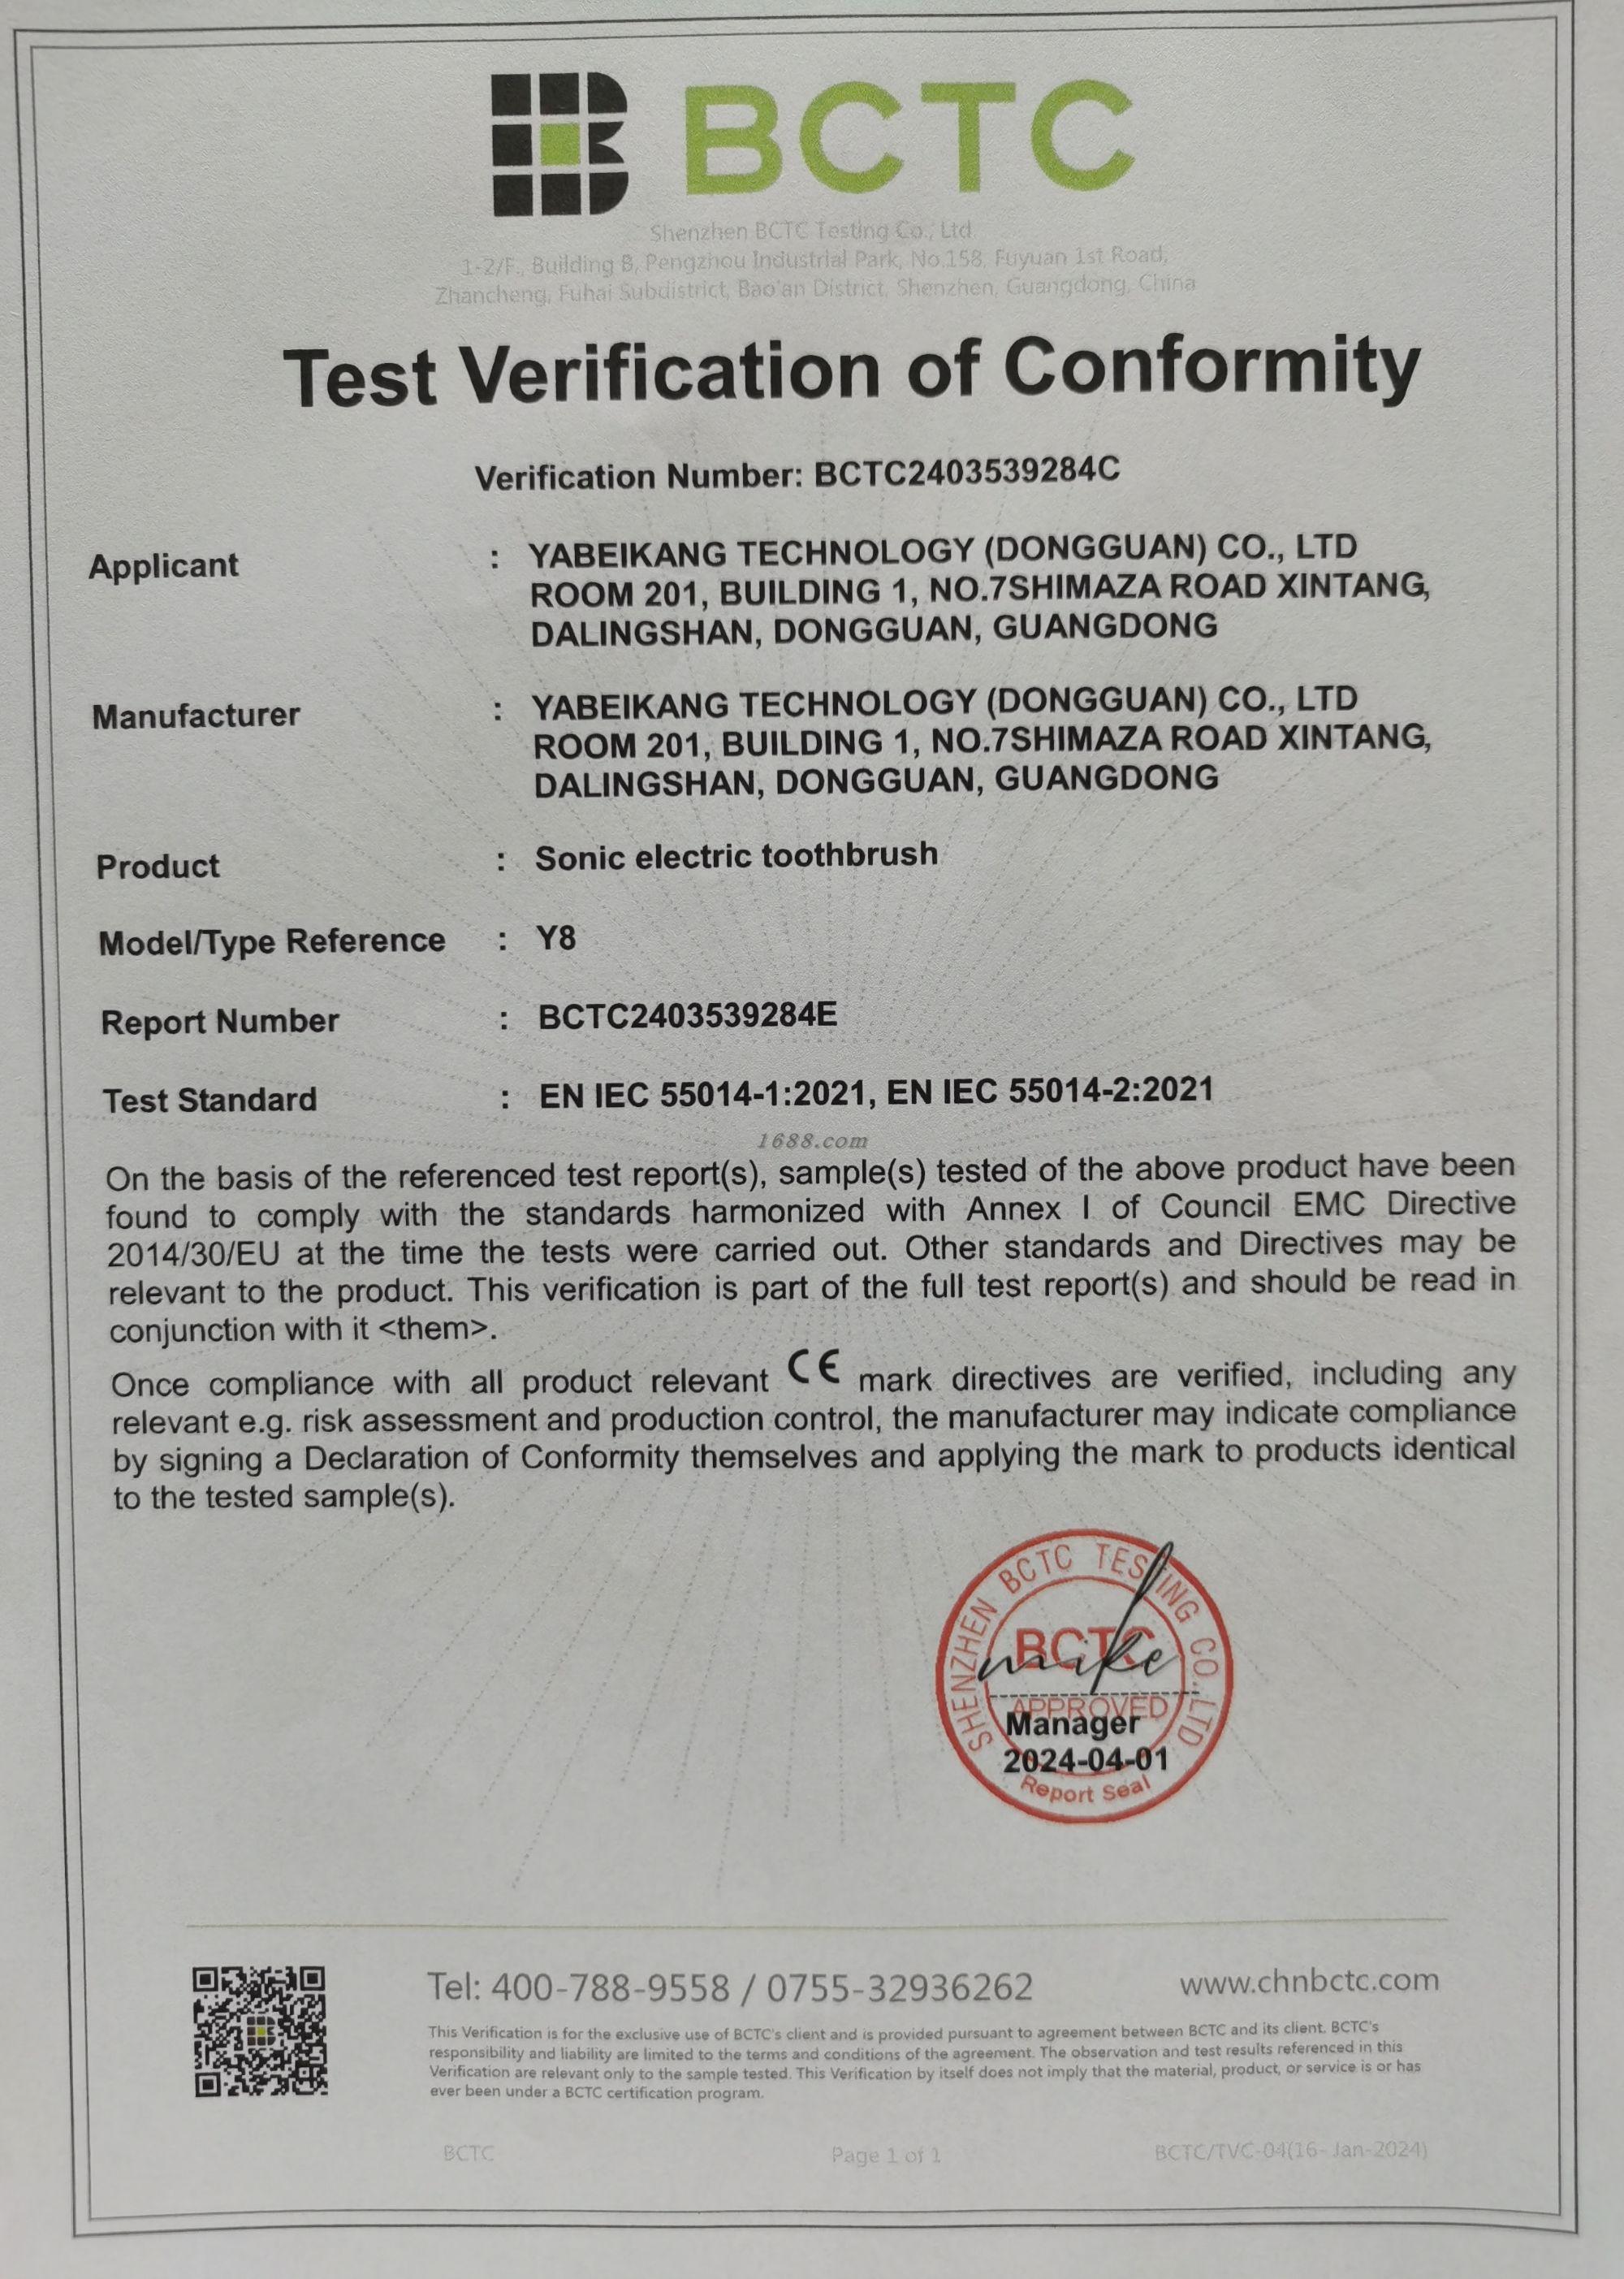 BCTC
Shenzhen BCTC Testing Co., Ltd.
1-2/F., Building B, Pengzhou Industrial Park, No.158, Fuyuan 1st Road,
Zhancheng, Fuhai Subdistrict, Bao'an District, Shenzhen, Guangdong, China
Test Verification of Conformity
Verification Number: BCTC2403539284C
Applicant : YABEIKANG TECHNOLOGY (DONGGUAN) CO., LTD
ROOM 201, BUILDING 1, NO.7SHIMAZA ROAD XINTANG,
DALINGSHAN, DONGGUAN, GUANGDONG
Manufacturer : YABEIKANG TECHNOLOGY (DONGGUAN) CO., LTD
ROOM 201, BUILDING 1, NO.7SHIMAZA ROAD XINTANG,
DALINGSHAN, DONGGUAN, GUANGDONG
Product : Sonic electric toothbrush
Model/Type Reference : Y8
Report Number : BCTC2403539284E
Test Standard : EN IEC 55014-1:2021, EN IEC 55014-2:2021
1688.com
On the basis of the referenced test report(s), sample(s) tested of the above product have been
found to comply with the standards harmonized with Annex I of Council EMC Directive
2014/30/EU at the time the tests were carried out. Other standards and Directives may be
relevant to the product. This verification is part of the full test report(s) and should be read in
conjunction with it <them>.
Once compliance with all product relevant CE mark directives are verified, including any
relevant e.g. risk assessment and production control, the manufacturer may indicate compliance
by signing a Declaration of Conformity themselves and applying the mark to products identical
to the tested sample(s).
SHENZHEN BCTC TESTING CO.,LTD
BCTC
mike
APPROVED
Manager
2024-04-01
Report Seal
Tel: 400-788-9558 / 0755-32936262 www.chnbctc.com
This Verification is for the exclusive use of BCTC's client and is provided pursuant to agreement between BCTC and its client. BCTC's
responsibility and liability are limited to the terms and conditions of the agreement. The observation and test results referenced in this
Verification are relevant only to the sample tested. This Verification by itself does not imply that the material, product, or service is or has
ever been under a BCTC certification program.
BCTC Page 1 of 1 BCTC/TVC-04(16- Jan-2024)